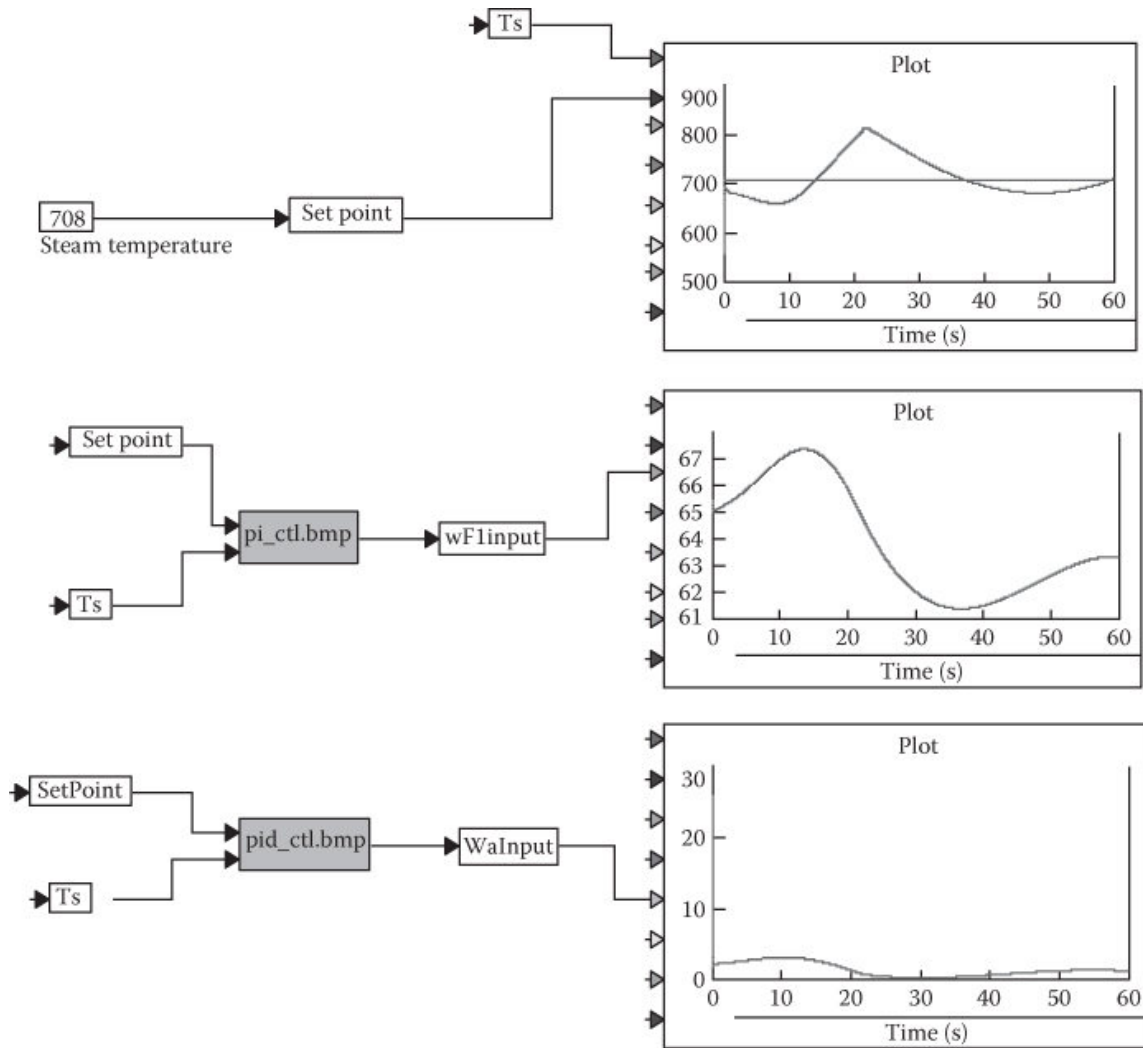 Ts
Plot
900
800
700
600
500
0 10 20 30 40 50 60
Time (s)
708
Steam temperature
Set point
Set point
Ts
pi_ctl.bmp
wF1input
Plot
67
66
65
64
63
62
61
0 10 20 30 40 50 60
Time (s)
SetPoint
Ts
pid_ctl.bmp
WaInput
Plot
30
20
10
0
0 10 20 30 40 50 60
Time (s)